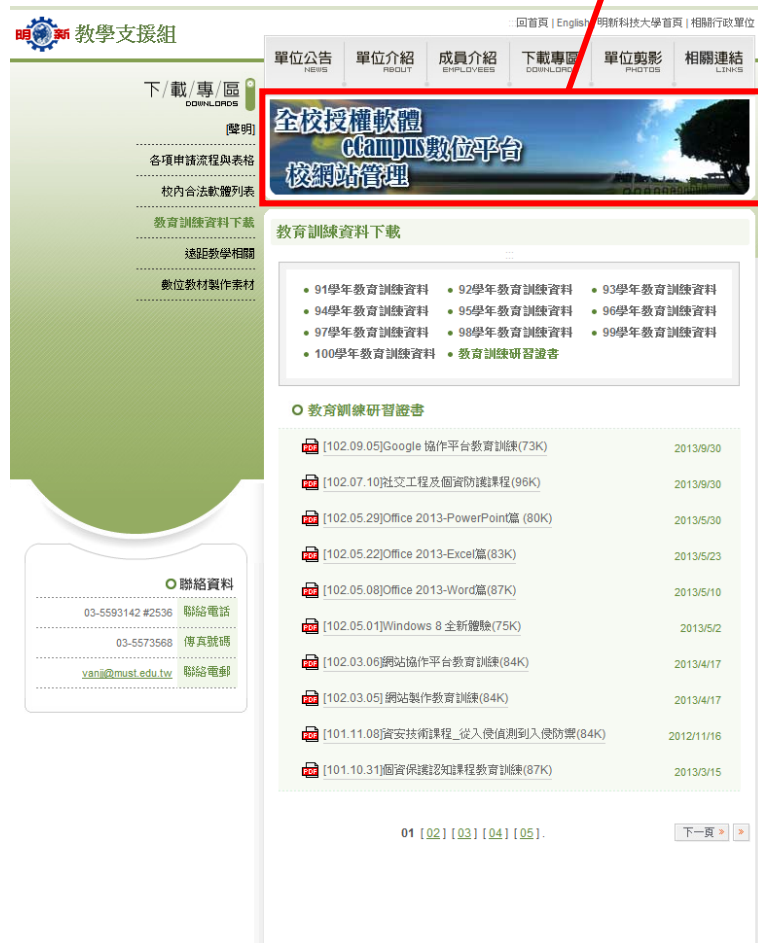 回首頁 | English | 明新科技大學首頁 | 相關行政單位
明新 教學支援組
單位公告 單位介紹 成員介紹 下載專區 單位剪影 相關連結
NEWS ABOUT EMPLOYEES DOWNLOADS PHOTOS LINKS
下/載/專/區
DOWNLOADS
[聲明]
各項申請流程與表格
校內合法軟體列表
教育訓練資料下載
遠距教學相關
數位教材製作素材
全校授權軟體
eCampus數位平台
校網站管理
教育訓練資料下載
:::
• 91學年教育訓練資料 • 92學年教育訓練資料 • 93學年教育訓練資料
• 94學年教育訓練資料 • 95學年教育訓練資料 • 96學年教育訓練資料
• 97學年教育訓練資料 • 98學年教育訓練資料 • 99學年教育訓練資料
• 100學年教育訓練資料 • 教育訓練研習證書
教育訓練研習證書
PDF [102.09.05]Google 協作平台教育訓練(73K) 2013/9/30
PDF [102.07.10]社交工程及個資防護課程(96K) 2013/9/30
PDF [102.05.29]Office 2013-PowerPoint篇 (80K) 2013/5/30
PDF [102.05.22]Office 2013-Excel篇(83K) 2013/5/23
PDF [102.05.08]Office 2013-Word篇(87K) 2013/5/10
PDF [102.05.01]Windows 8 全新體驗(75K) 2013/5/2
PDF [102.03.06]網站協作平台教育訓練(84K) 2013/4/17
PDF [102.03.05] 網站製作教育訓練(84K) 2013/4/17
PDF [101.11.08]資安技術課程_從入侵偵測到入侵防禦(84K) 2012/11/16
PDF [101.10.31]個資保護認知課程教育訓練(87K) 2013/3/15
01 [ 02 ] [ 03 ] [ 04 ] [ 05 ] .
下一頁 » »
聯絡資料
03-5593142 #2536 聯絡電話
03-5573568 傳真號碼
vanjj@must.edu.tw 聯絡電郵